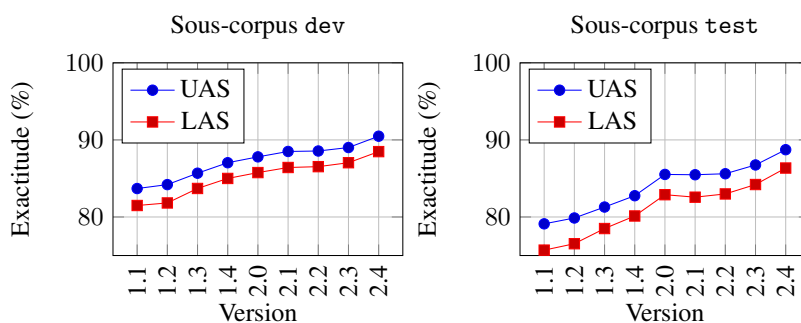 Sous-corpus dev
Exactitude (%)
100
90
80
UAS
LAS
1.1 1.2 1.3 1.4 2.0 2.1 2.2 2.3 2.4
Version
Sous-corpus test
Exactitude (%)
100
90
80
UAS
LAS
1.1 1.2 1.3 1.4 2.0 2.1 2.2 2.3 2.4
Version